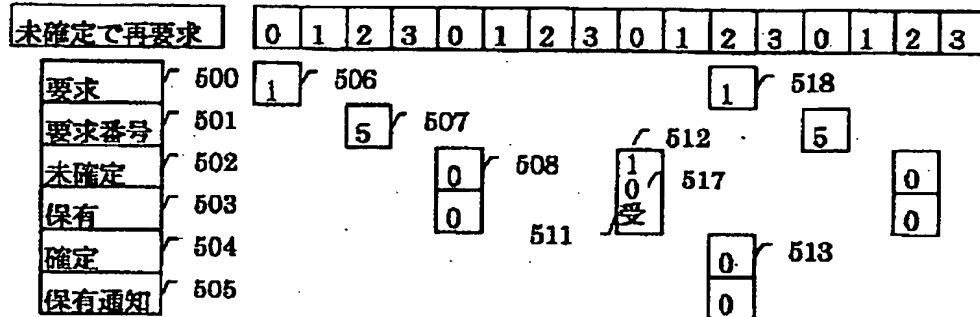 未確定で再要求 0 1 2 3 0 1 2 3 0 1 2 3 0 1 2 3
要求 500 1 506 1 518
要求番号 501 5 507 512 5
未確定 502 0 508 1 0
0 517
保有 503 0 511 受 0
確定 504 0 513
保有通知 505 0